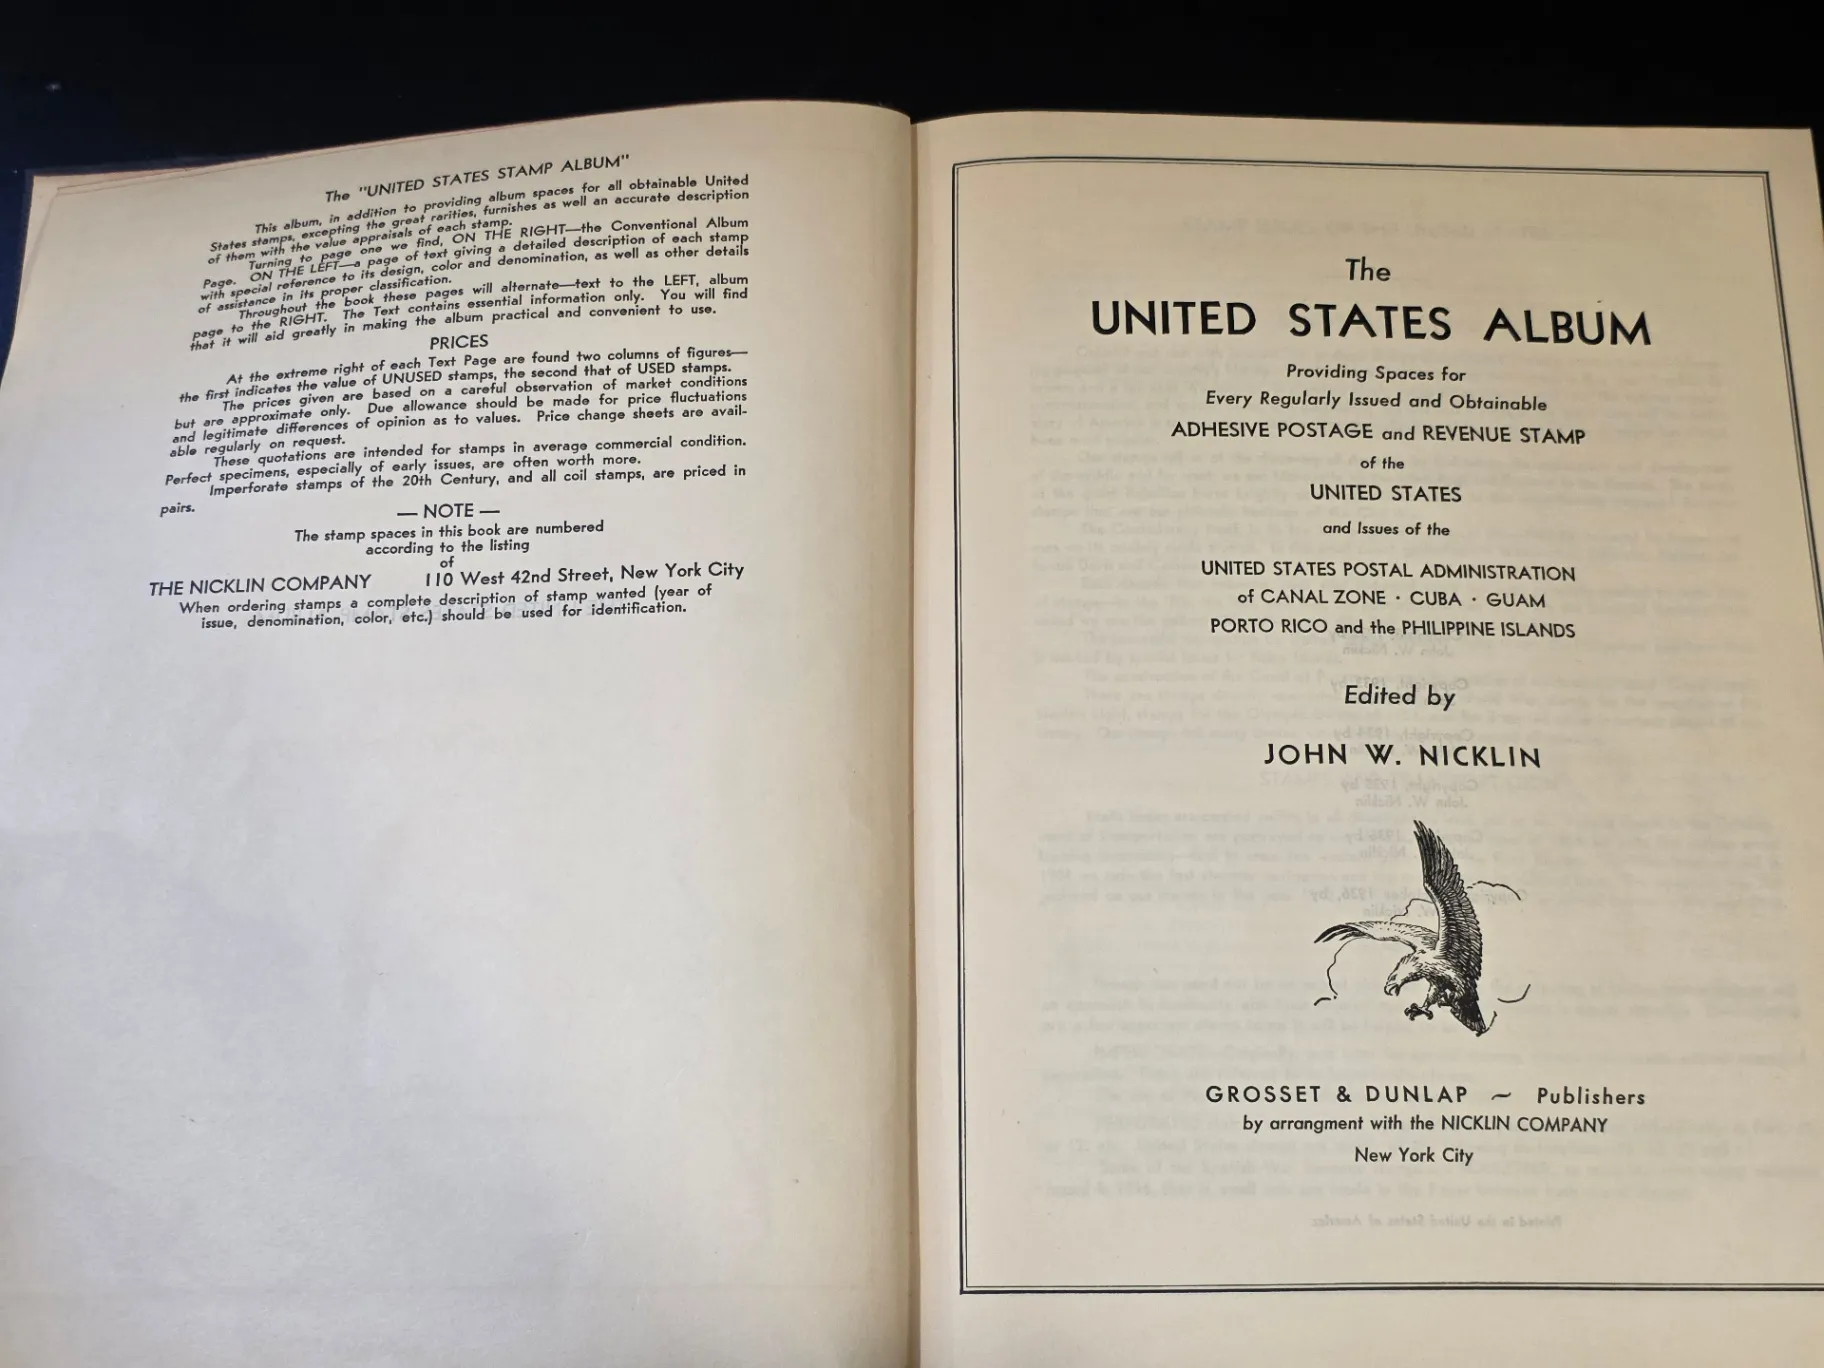 The "UNITED STATES STAMP ALBUM"
This album, in addition to providing album spaces for all obtainable United
States stamps, excepting the great rarities, furnishes as well an accurate description
of them with the value appraisals of each stamp.
Turning to page one we find, ON THE RIGHT—the Conventional Album
Page. ON THE LEFT—a page of text giving a detailed description of each stamp
with special reference to its design, color and denomination, as well as other details
of assistance in its proper classification.
Throughout the book these pages will alternate—text to the LEFT, album
page to the RIGHT. The Text contains essential information only. You will find
that it will aid greatly in making the album practical and convenient to use.
PRICES
At the extreme right of each Text Page are found two columns of figures—
the first indicates the value of UNUSED stamps, the second that of USED stamps.
The prices given are based on a careful observation of market conditions
but are approximate only. Due allowance should be made for price fluctuations
and legitimate differences of opinion as to values. Price change sheets are avail-
able regularly on request.
These quotations are intended for stamps in average commercial condition.
Perfect specimens, especially of early issues, are often worth more.
Imperforate stamps of the 20th Century, and all coil stamps, are priced in
pairs.
— NOTE —
The stamp spaces in this book are numbered
according to the listing
of
THE NICKLIN COMPANY 110 West 42nd Street, New York City
When ordering stamps a complete description of stamp wanted (year of
issue, denomination, color, etc.) should be used for identification.
The
UNITED STATES ALBUM
Providing Spaces for
Every Regularly Issued and Obtainable
ADHESIVE POSTAGE and REVENUE STAMP
of the
UNITED STATES
and Issues of the
UNITED STATES POSTAL ADMINISTRATION
of CANAL ZONE · CUBA · GUAM
PORTO RICO and the PHILIPPINE ISLANDS
Edited by
JOHN W. NICKLIN
GROSSET & DUNLAP ~ Publishers
by arrangment with the NICKLIN COMPANY
New York City